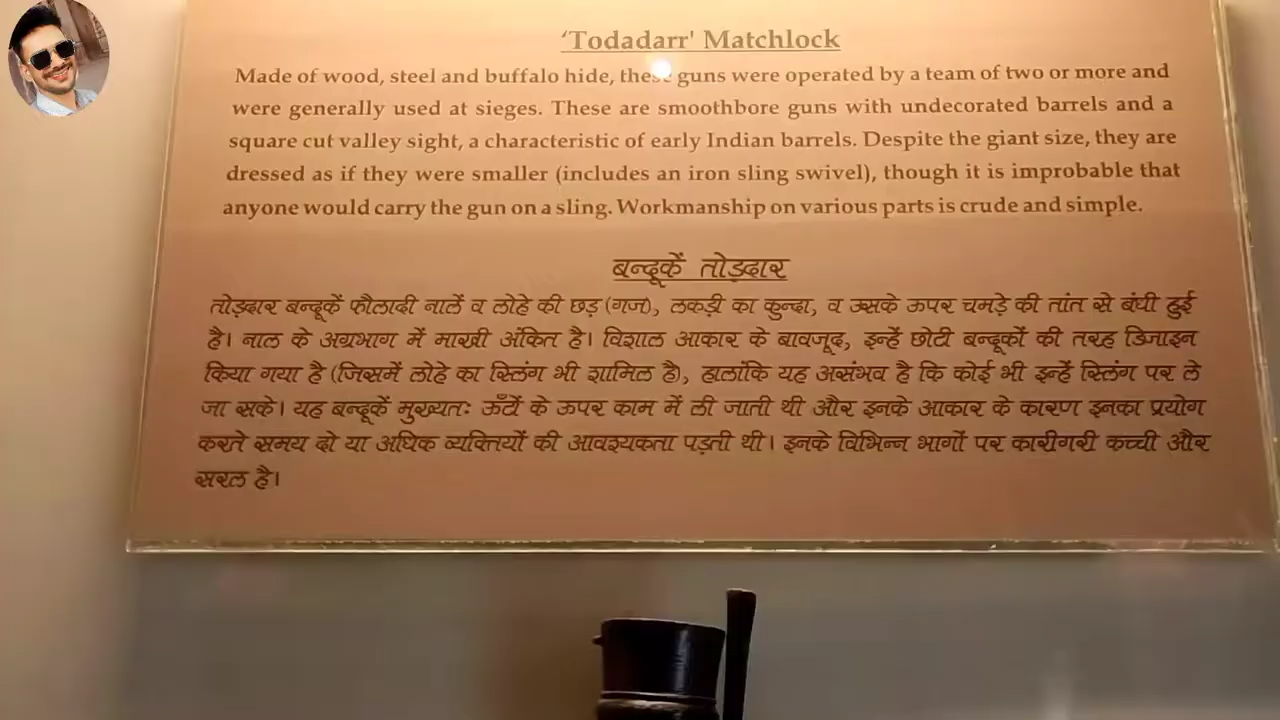 ‘Todadarr' Matchlock
Made of wood, steel and buffalo hide, these guns were operated by a team of two or more and
were generally used at sieges. These are smoothbore guns with undecorated barrels and a
square cut valley sight, a characteristic of early Indian barrels. Despite the giant size, they are
dressed as if they were smaller (includes an iron sling swivel), though it is improbable that
anyone would carry the gun on a sling. Workmanship on various parts is crude and simple.
बन्दूकें तोड़दार
तोड़दार बन्दूकें फौलादी नालें व लोहे की छड़ (गज), लकड़ी का कुन्दा, व उसके ऊपर चमड़े की तांत से बंधी हुई
है। नाल के अग्रभाग में माखी अंकित है। विशाल आकार के बावजूद, इन्हें छोटी बन्दूकों की तरह डिजाइन
किया गया है (जिसमें लोहे का स्लिंग भी शामिल है), हालांकि यह असंभव है कि कोई भी इन्हें स्लिंग पर ले
जा सके। यह बन्दूकें मुख्यतः ऊँटों के ऊपर काम में ली जाती थी और इनके आकार के कारण इनका प्रयोग
करते समय दो या अधिक व्यक्तियों की आवश्यकता पड़ती थी। इनके विभिन्न भागों पर कारीगरी कच्ची और
सरल है।